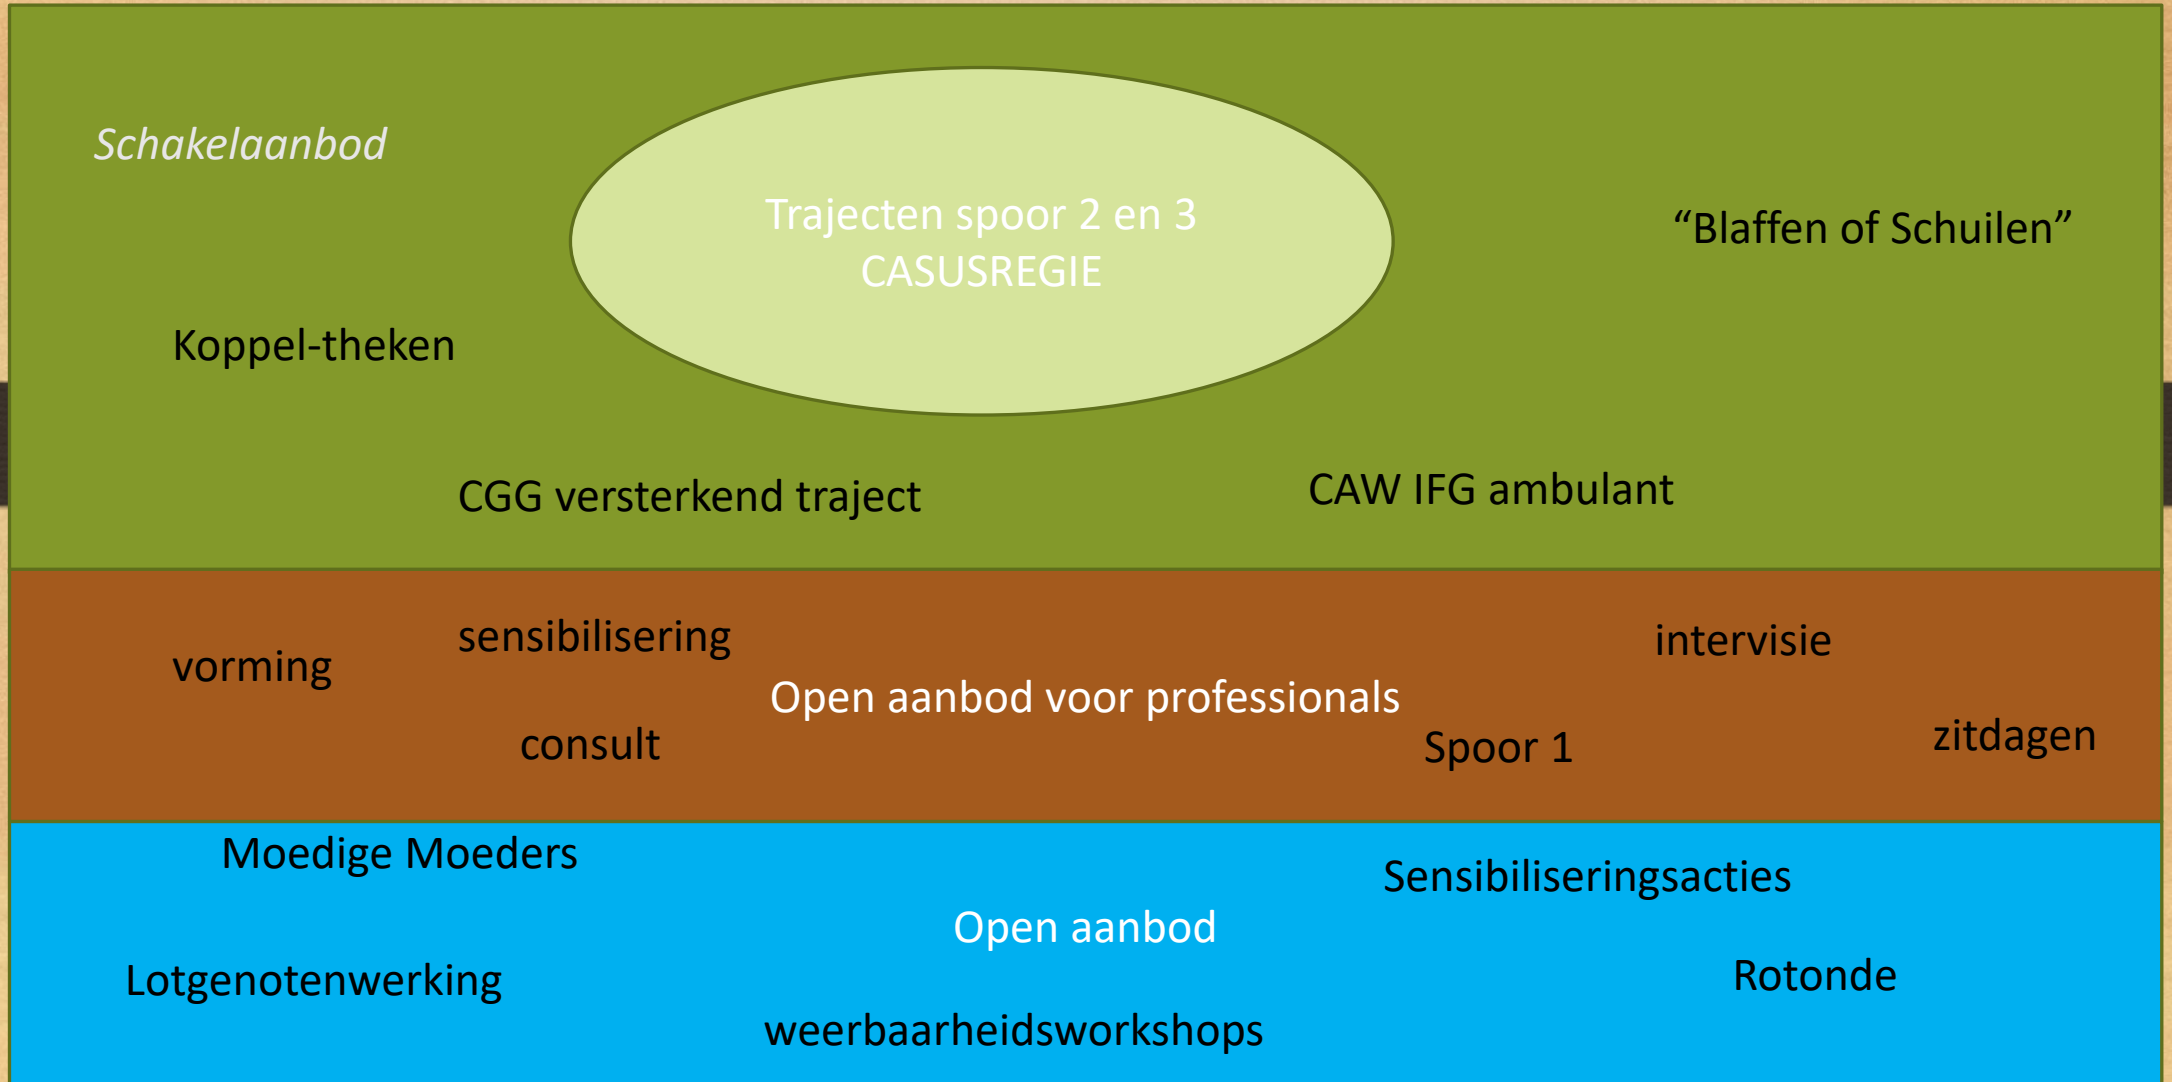 Schakelaanbod
Trajecten spoor 2 en 3
CASUSREGIE
“Blaffen of Schuilen”
Koppel-theken
CGG versterkend traject
CAW IFG ambulant
sensibilisering
intervisie
vorming
Open aanbod voor professionals
consult
Spoor 1
zitdagen
Moedige Moeders
Sensibiliseringsacties
Open aanbod
Lotgenotenwerking
Rotonde
weerbaarheidsworkshops